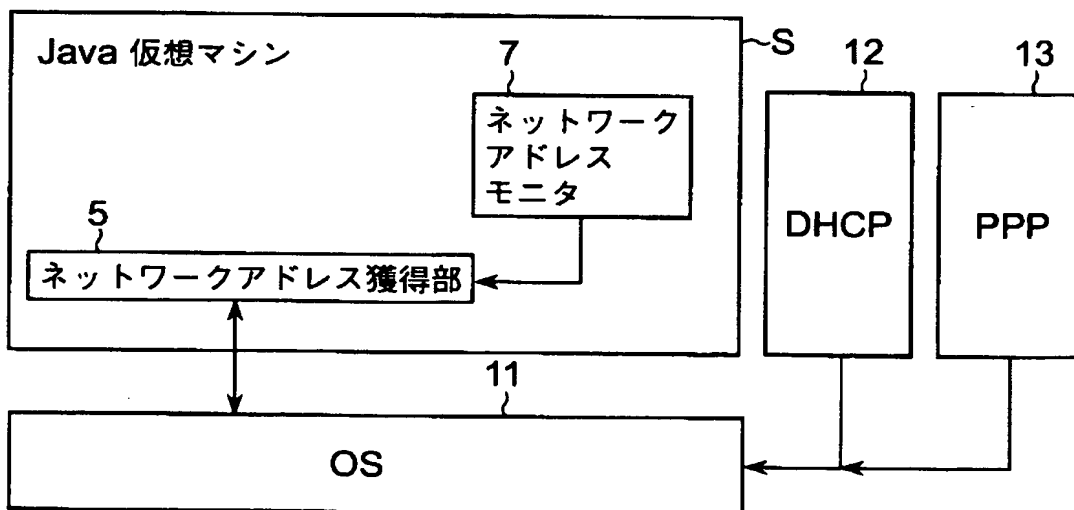 Java 仮想マシン
S
7
ネットワーク
アドレス
モニタ
5
ネットワークアドレス獲得部
12
DHCP
13
PPP
11
OS